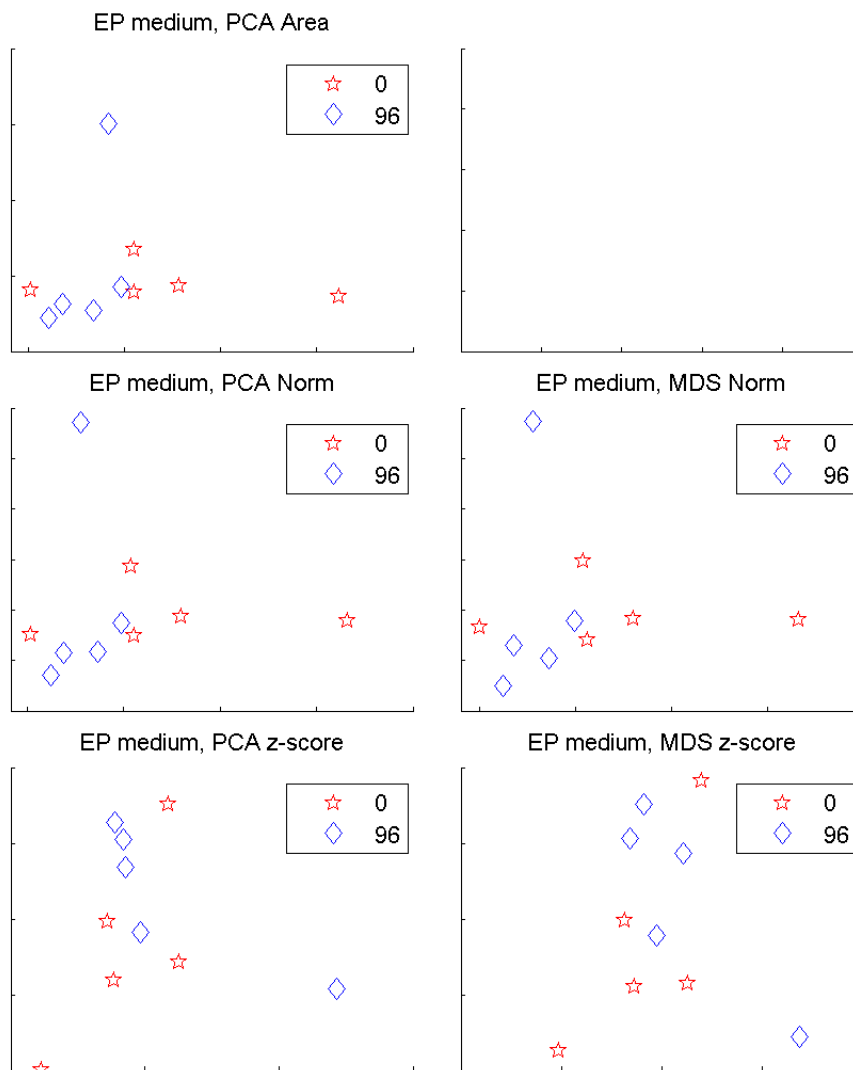 EP medium, PCA Area
0
96
EP medium, PCA Norm
0
96
EP medium, MDS Norm
0
96
EP medium, PCA z-score
0
96
EP medium, MDS z-score
0
96